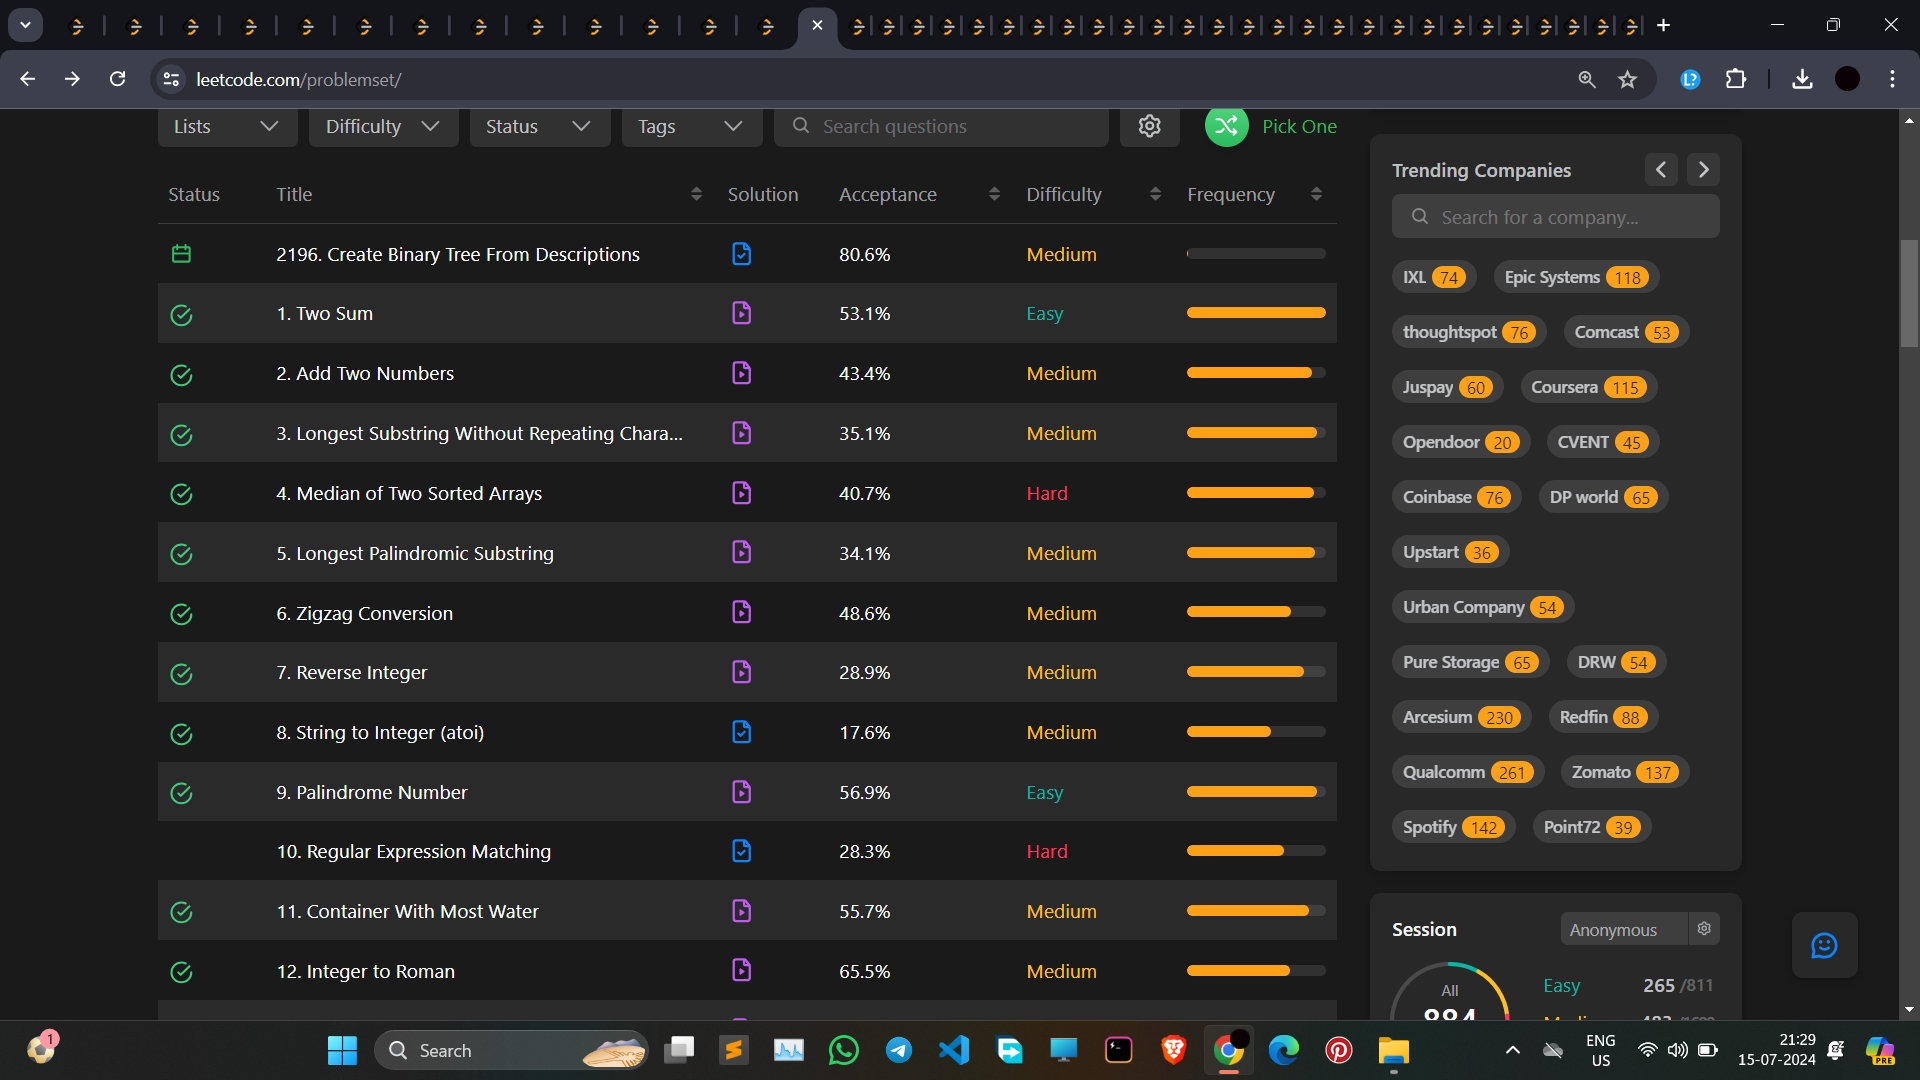 leetcode.com/problemset/
Lists Difficulty Status Tags Search questions Pick One
Status Title Solution Acceptance Difficulty Frequency
2196. Create Binary Tree From Descriptions 80.6% Medium
1. Two Sum 53.1% Easy
2. Add Two Numbers 43.4% Medium
3. Longest Substring Without Repeating Chara... 35.1% Medium
4. Median of Two Sorted Arrays 40.7% Hard
5. Longest Palindromic Substring 34.1% Medium
6. Zigzag Conversion 48.6% Medium
7. Reverse Integer 28.9% Medium
8. String to Integer (atoi) 17.6% Medium
9. Palindrome Number 56.9% Easy
10. Regular Expression Matching 28.3% Hard
11. Container With Most Water 55.7% Medium
12. Integer to Roman 65.5% Medium
Trending Companies
Search for a company...
IXL 74 Epic Systems 118
thoughtspot 76 Comcast 53
Juspay 60 Coursera 115
Opendoor 20 CVENT 45
Coinbase 76 DP world 65
Upstart 36
Urban Company 54
Pure Storage 65 DRW 54
Arcesium 230 Redfin 88
Qualcomm 261 Zomato 137
Spotify 142 Point72 39
Session Anonymous
All
Easy 265 /811
1
Search
ENG
US
21:29
15-07-2024
PRE